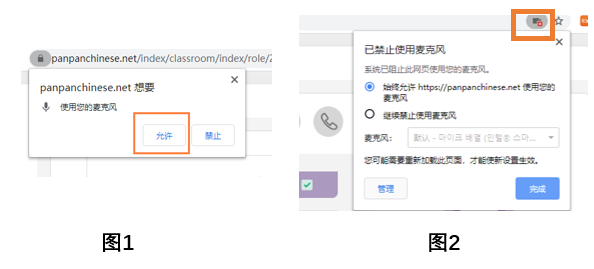 panpanchinese.net/index/classroom/index/role/2
panpanchinese.net 想要
使用您的麦克风
允许
禁止
图1
已禁止使用麦克风
系统已阻止此网页使用您的麦克风。
始终允许 https://panpanchinese.net 使用您的
麦克风
继续禁止使用麦克风
麦克风：
默认 - 마이크 배열 (인텔® 스마...
您可能需要重新加载此页面，才能使新设置生效。
管理
完成
图2